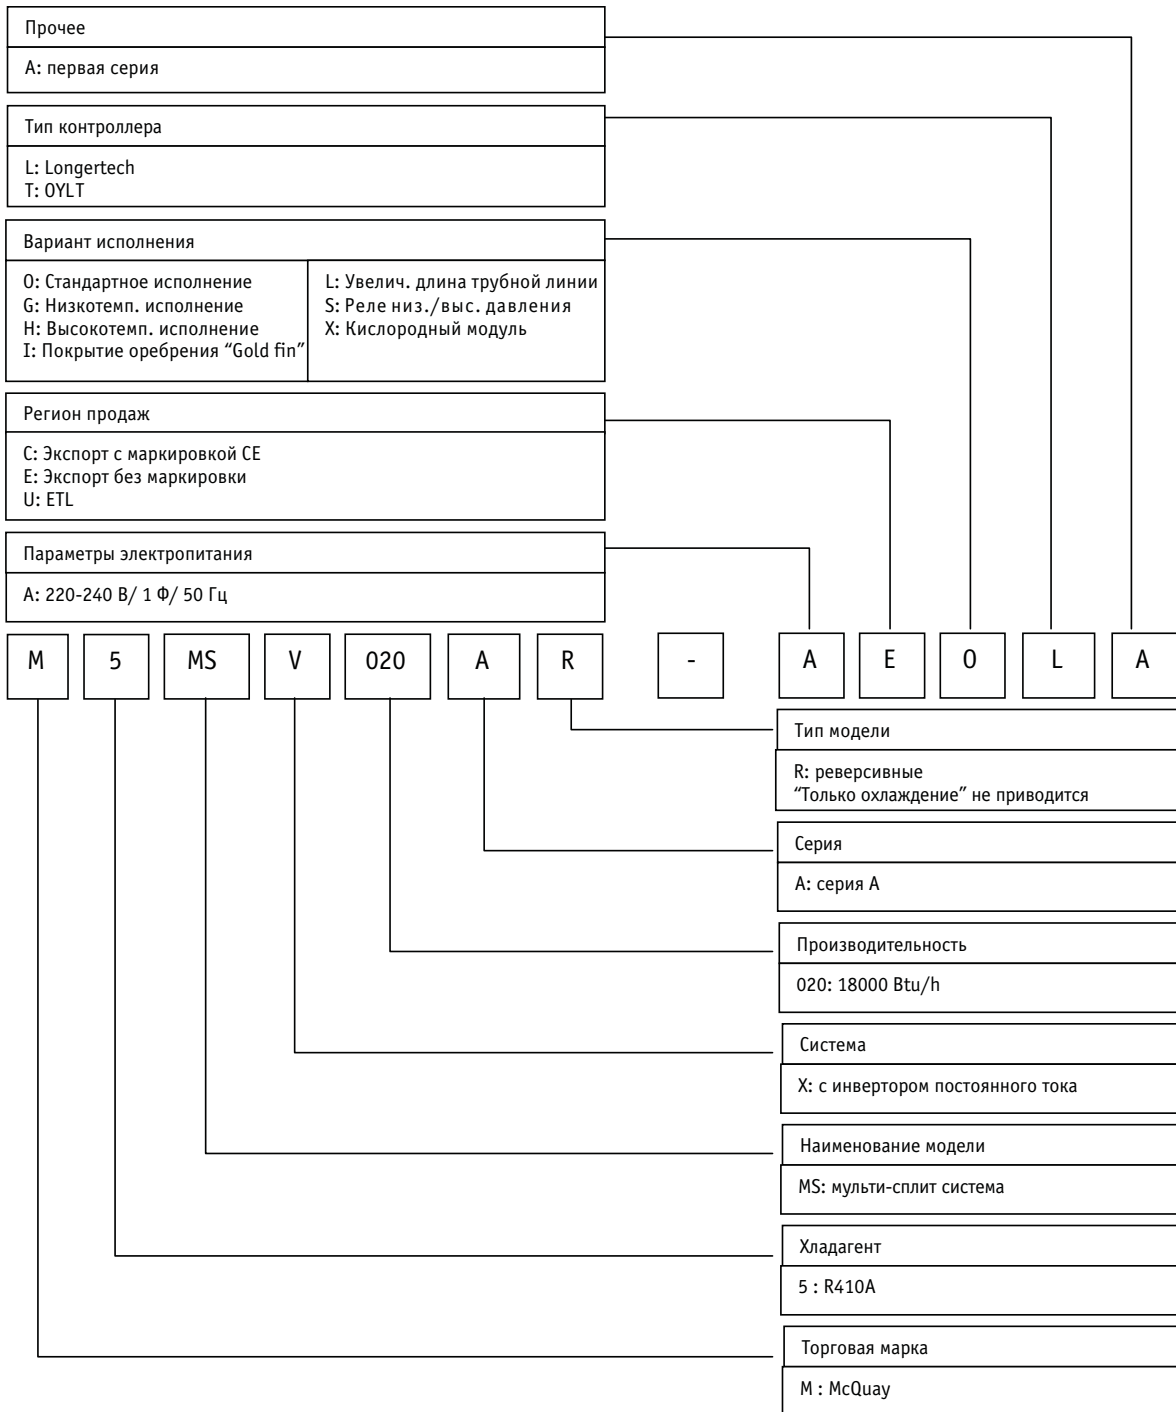 Прочее
A: первая серия
Тип контроллера
L: Longertech
T: OYLT
Вариант исполнения
O: Стандартное исполнение
G: Низкотемп. исполнение
H: Высокотемп. исполнение
I: Покрытие оребрения “Gold fin”
L: Увелич. длина трубной линии
S: Реле низ./выс. давления
X: Кислородный модуль
Регион продаж
C: Экспорт с маркировкой CE
E: Экспорт без маркировки
U: ETL
Параметры электропитания
A: 220-240 В/ 1 Ф/ 50 Гц
M 5 MS V 020 A R - A E O L A
Тип модели
R: реверсивные
“Только охлаждение” не приводится
Серия
A: серия A
Производительность
020: 18000 Btu/h
Система
X: с инвертором постоянного тока
Наименование модели
MS: мульти-сплит система
Хладагент
5 : R410A
Торговая марка
M : McQuay